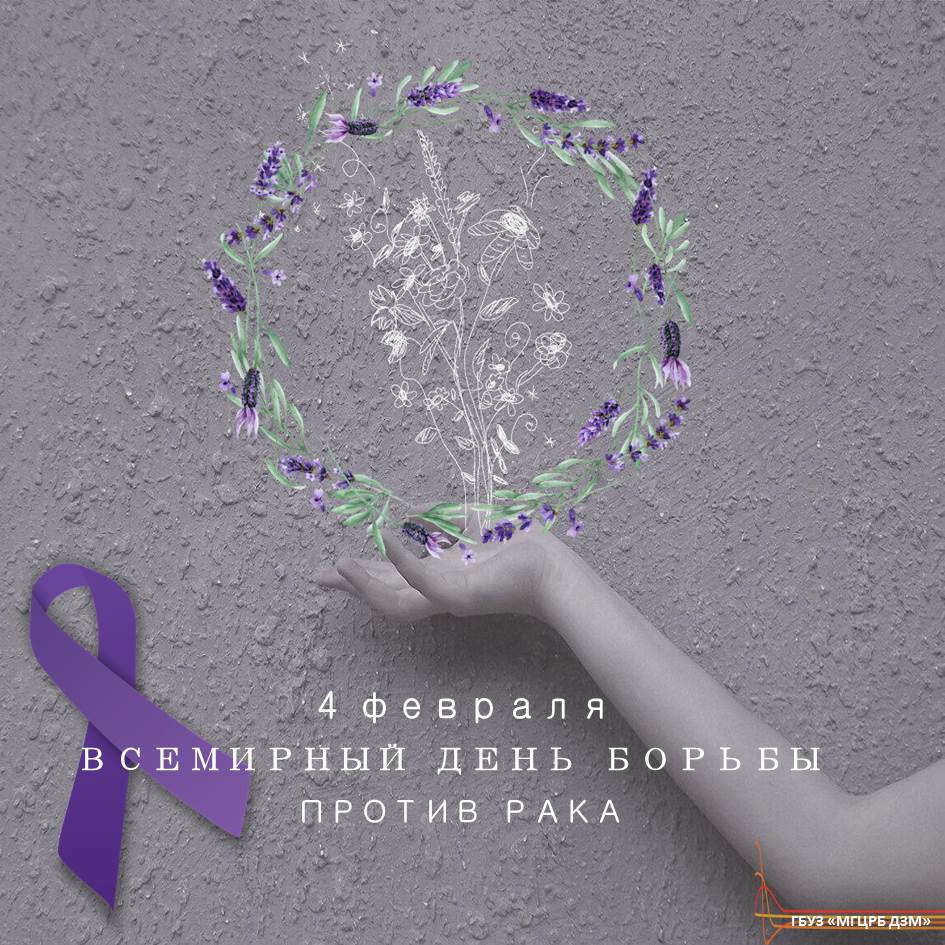 4 февраля
ВСЕМИРНЫЙ ДЕНЬ БОРЬБЫ
ПРОТИВ РАКА
ГБУЗ «МГЦРБ ДЗМ»